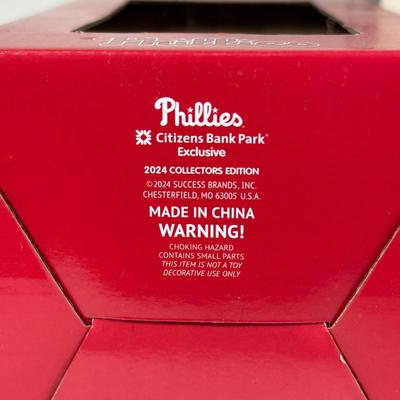 Phillies
Citizens Bank Park®
Exclusive
2024 COLLECTORS EDITION
©2024 SUCCESS BRANDS, INC.
CHESTERFIELD, MO 63005 U.S.A.
MADE IN CHINA
WARNING!
CHOKING HAZARD
CONTAINS SMALL PARTS
THIS ITEM IS NOT A TOY
DECORATIVE USE ONLY